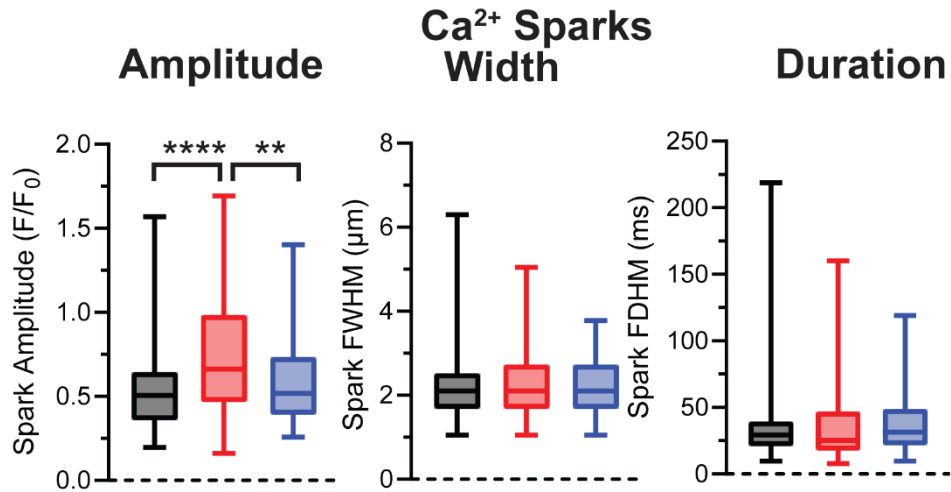 Ca²⁺ Sparks
Amplitude
Width
Duration
Spark Amplitude (F/F₀)
2.0
1.5
1.0
0.5
0.0
****
**
Spark FWHM (µm)
8
6
4
2
0
Spark FDHM (ms)
250
200
150
100
50
0